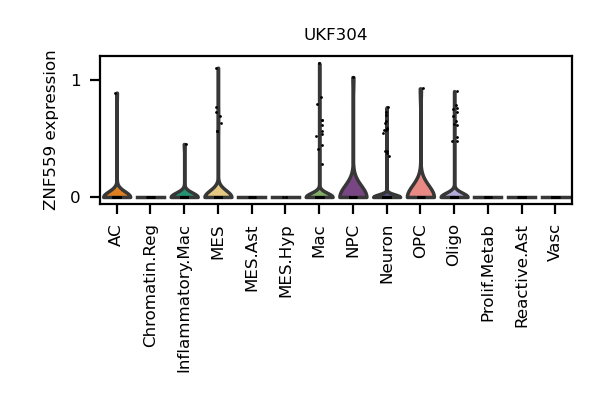 UKF304
ZNF559 expression
1
0
AC
Chromatin.Reg
Inflammatory.Mac
MES
MES.Ast
MES.Hyp
Mac
NPC
Neuron
OPC
Oligo
Prolif.Metab
Reactive.Ast
Vasc